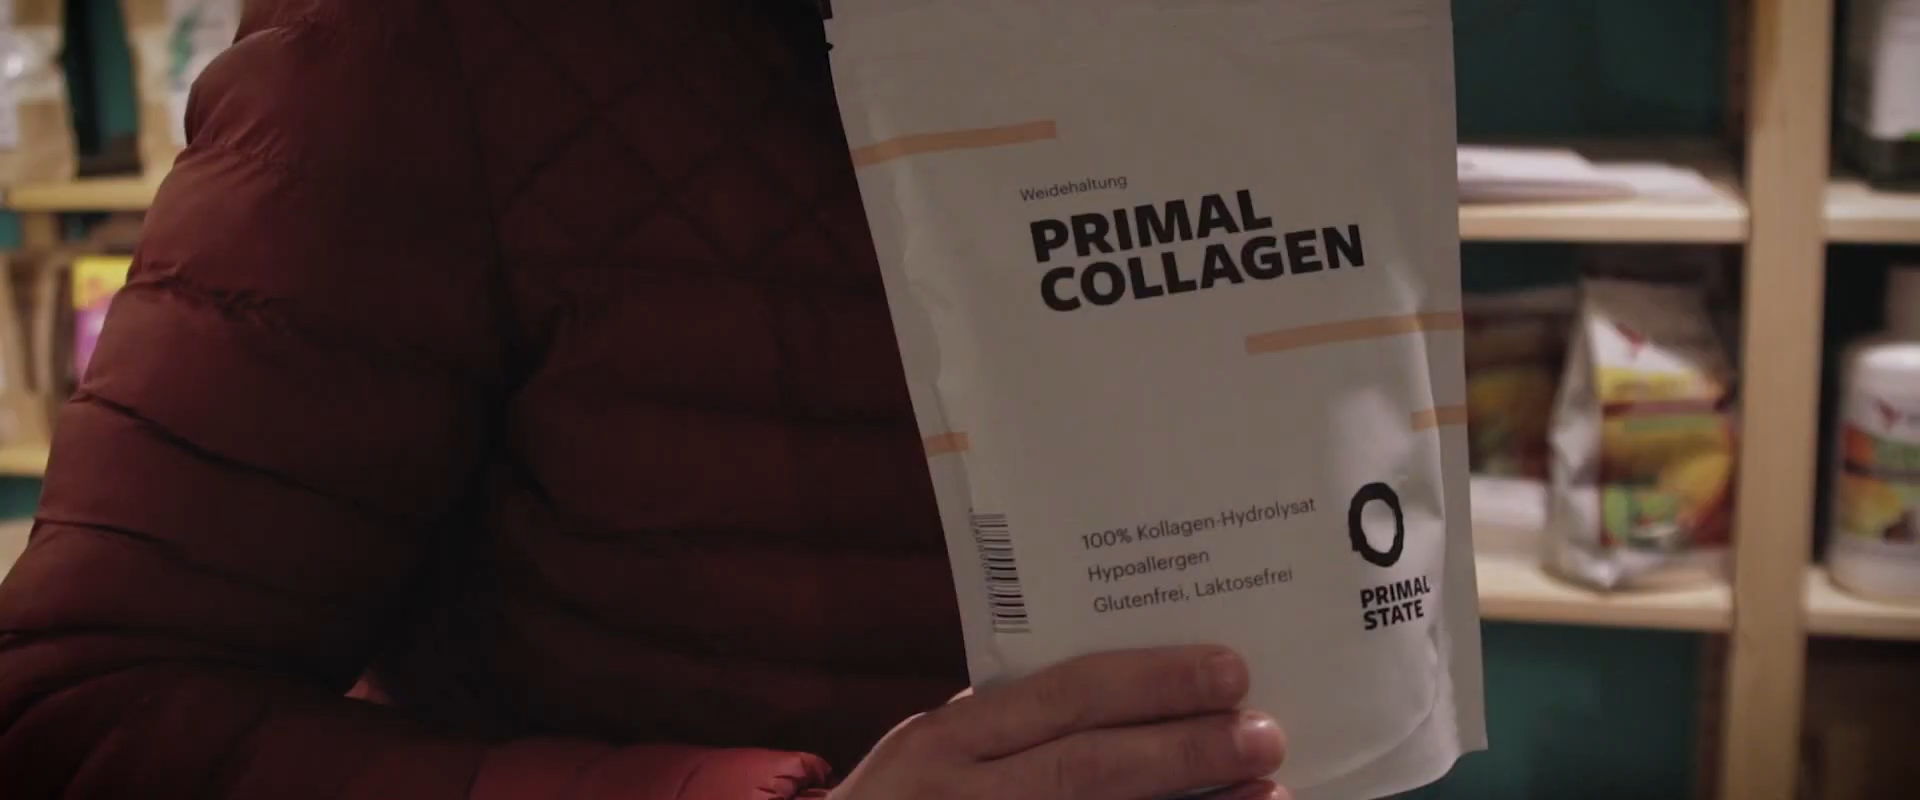 Weidehaltung
PRIMAL
COLLAGEN
100% Kollagen-Hydrolysat
Hypoallergen
Glutenfrei, Laktosefrei
PRIMAL
STATE